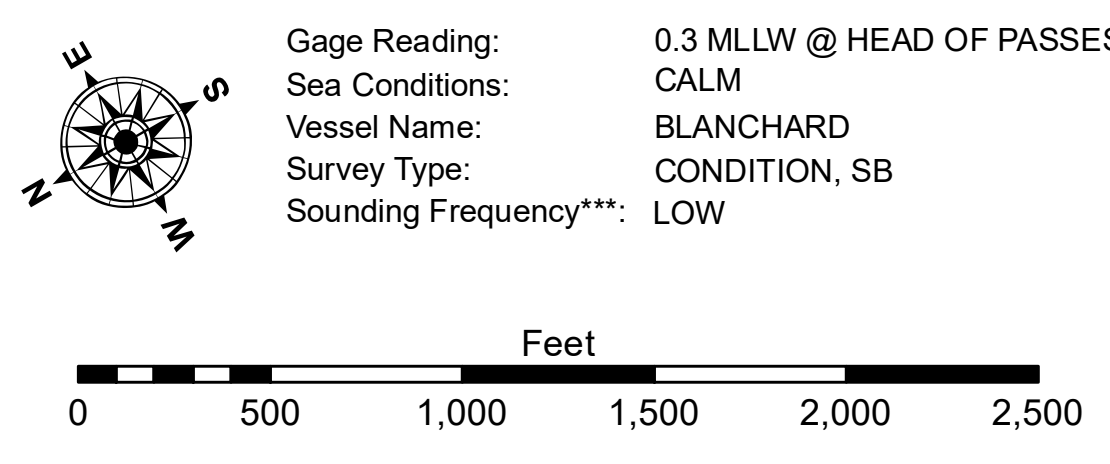 E
S
N
W
Gage Reading: 0.3 MLLW @ HEAD OF PASSES
Sea Conditions: CALM
Vessel Name: BLANCHARD
Survey Type: CONDITION, SB
Sounding Frequency***: LOW
Feet
0 500 1,000 1,500 2,000 2,500